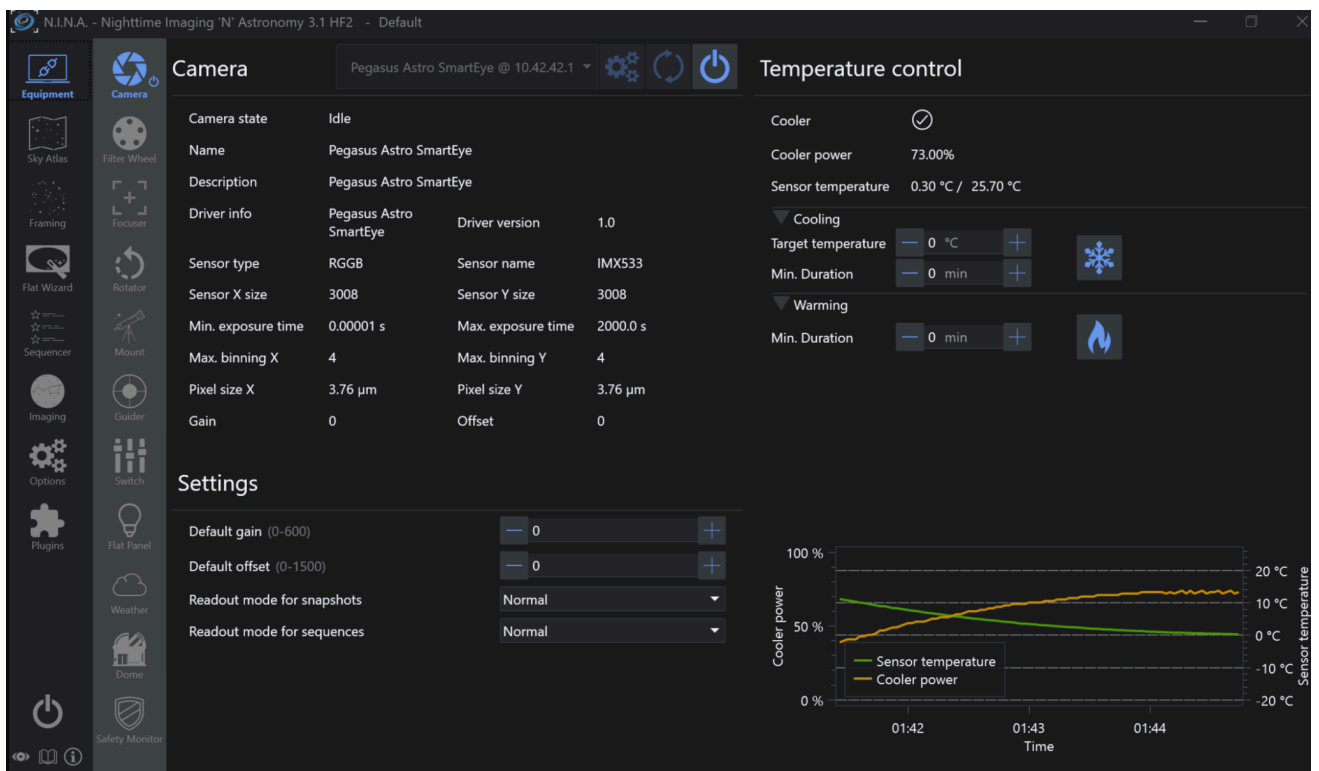 N.I.N.A. - Nighttime Imaging 'N' Astronomy 3.1 HF2 - Default
Equipment
Sky Atlas
Framing
Flat Wizard
Sequencer
Imaging
Options
Plugins
Camera
Filter Wheel
Focuser
Rotator
Mount
Guider
Switch
Flat Panel
Weather
Dome
Safety Monitor
Camera
Pegasus Astro SmartEye @ 10.42.42.1
Camera state Idle
Name Pegasus Astro SmartEye
Description Pegasus Astro SmartEye
Driver info Pegasus Astro SmartEye Driver version 1.0
Sensor type RGGB Sensor name IMX533
Sensor X size 3008 Sensor Y size 3008
Min. exposure time 0.00001 s Max. exposure time 2000.0 s
Max. binning X 4 Max. binning Y 4
Pixel size X 3.76 µm Pixel size Y 3.76 µm
Gain 0 Offset 0
Settings
Default gain (0-600) 0
Default offset (0-1500) 0
Readout mode for snapshots Normal
Readout mode for sequences Normal
Temperature control
Cooler
Cooler power 73.00%
Sensor temperature 0.30 °C / 25.70 °C
Cooling
Target temperature 0 °C
Min. Duration 0 min
Warming
Min. Duration 0 min
100 %
50 %
0 %
Cooler power
Sensor temperature
Cooler power
20 °C
10 °C
0 °C
-10 °C
-20 °C
Sensor temperature
01:42 01:43 01:44
Time